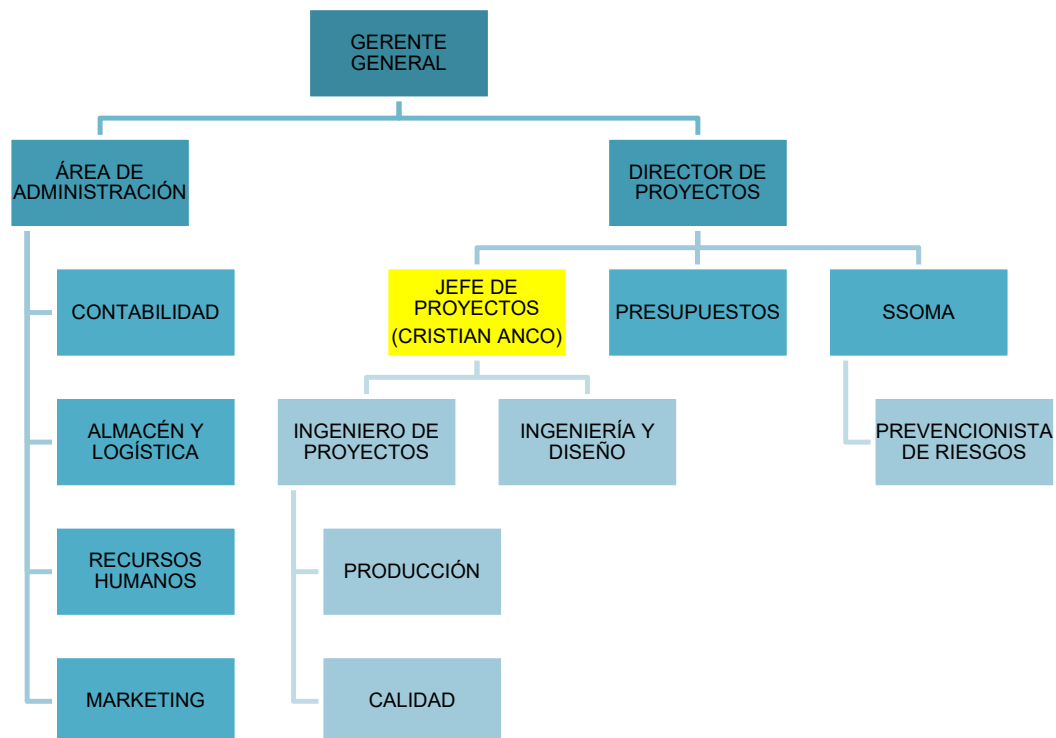 GERENTE
GENERAL
ÁREA DE
ADMINISTRACIÓN
DIRECTOR DE
PROYECTOS
CONTABILIDAD
JEFE DE
PROYECTOS
(CRISTIAN ANCO)
PRESUPUESTOS
SSOMA
ALMACÉN Y
LOGÍSTICA
INGENIERO DE
PROYECTOS
INGENIERÍA Y
DISEÑO
PREVENCIONISTA
DE RIESGOS
RECURSOS
HUMANOS
PRODUCCIÓN
MARKETING
CALIDAD